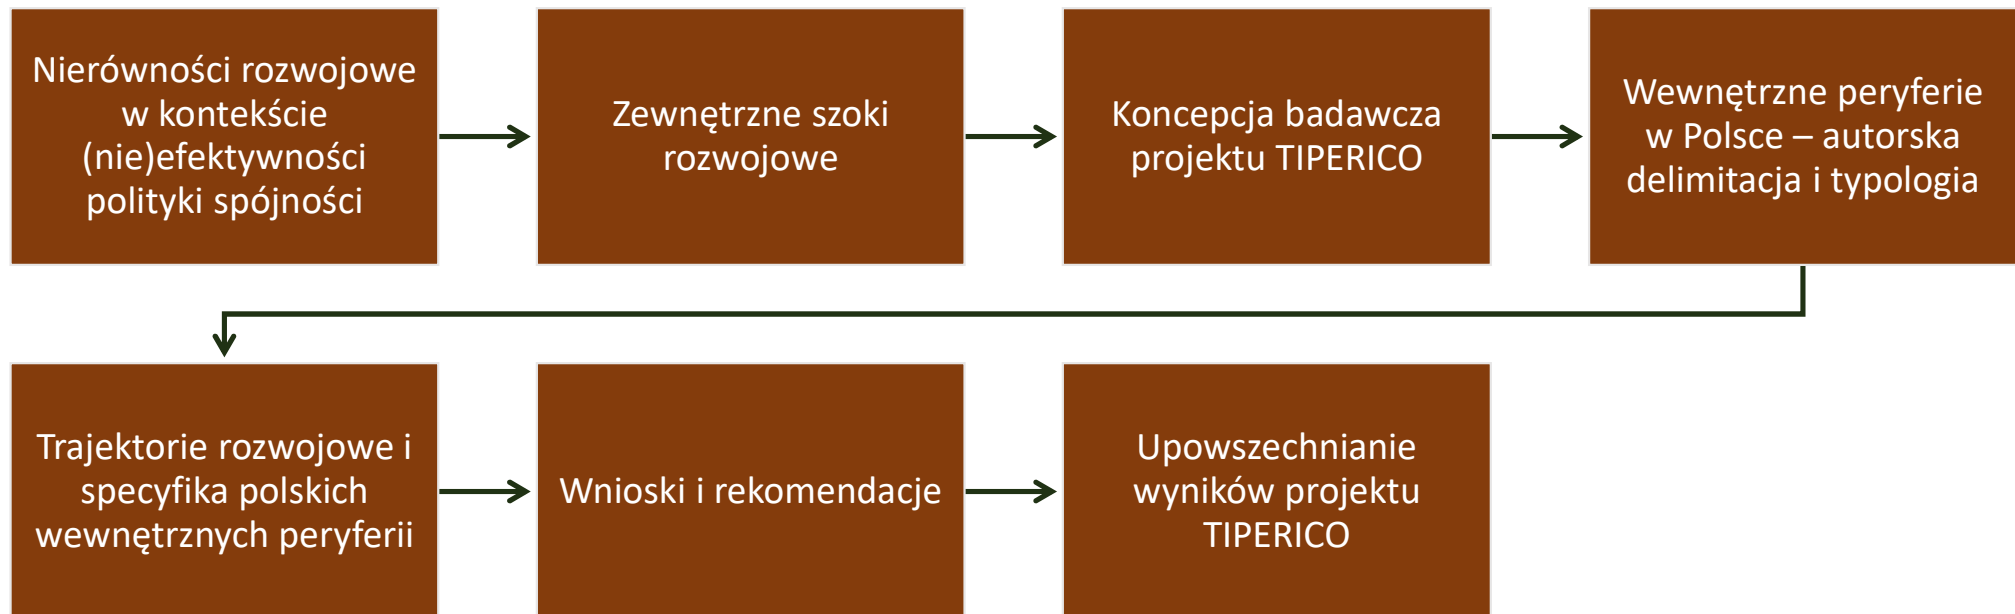 Nierówności rozwojowe
w kontekście
(nie)efektywności
polityki spójności
Zewnętrzne szoki
rozwojowe
Koncepcja badawcza
projektu TIPERICO
Wewnętrzne peryferie
w Polsce – autorska
delimitacja i typologia
Trajektorie rozwojowe i
specyfika polskich
wewnętrznych peryferii
Wnioski i rekomendacje
Upowszechnianie
wyników projektu
TIPERICO